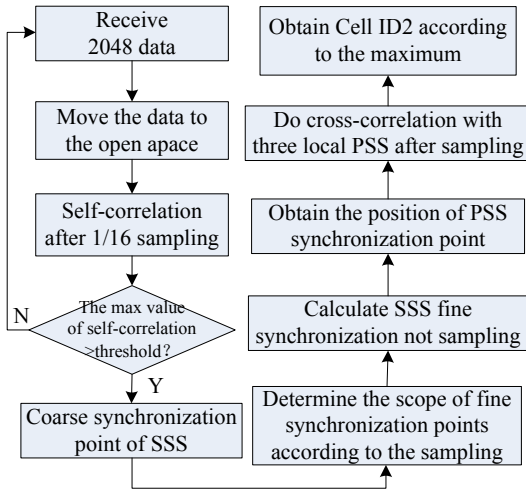 Receive
2048 data
Move the data to
the open apace
Self-correlation
after 1/16 sampling
The max value
of self-correlation
>threshold?
N
Y
Coarse synchronization
point of SSS
Determine the scope of fine
synchronization points
according to the sampling
Calculate SSS fine
synchronization not sampling
Obtain the position of PSS
synchronization point
Do cross-correlation with
three local PSS after sampling
Obtain Cell ID2 according
to the maximum